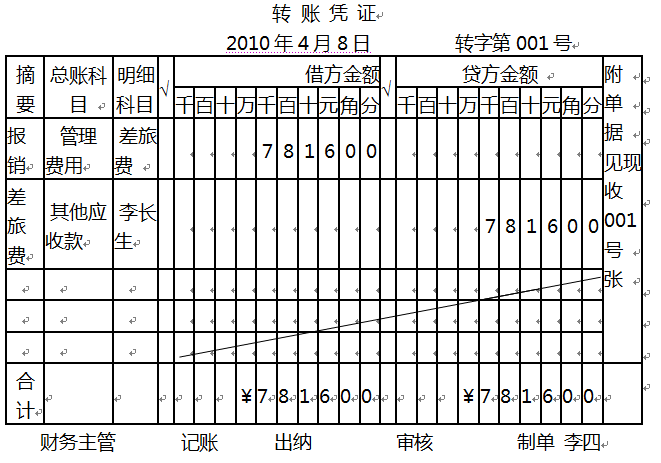 转 账 凭 证
2010 年 4 月 8 日 转字第 001 号
摘要 总账科目 明细科目 √ 借方金额 √ 贷方金额 附单据见现收001号张
千 百 十 万 千 百 十 元 角 分 千 百 十 万 千 百 十 元 角 分
报销 管理费用 差旅费 7 8 1 6 0 0
差旅费 其他应收款 李长生 7 8 1 6 0 0
合计 ¥ 7 8 1 6 0 0 ¥ 7 8 1 6 0 0
财务主管 记账 出纳 审核 制单 李四